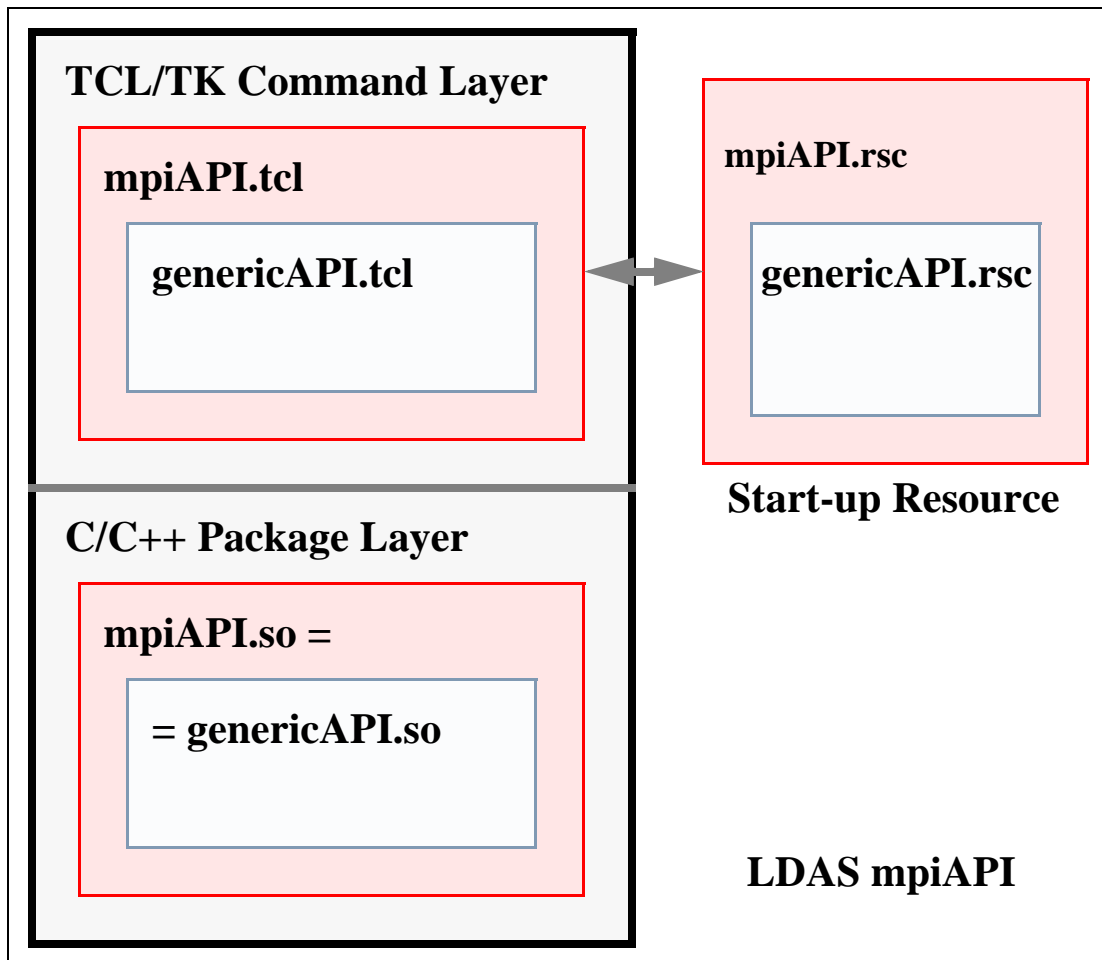 TCL/TK Command Layer
mpiAPI.tcl
genericAPI.tcl
mpiAPI.rsc
genericAPI.rsc
Start-up Resource
C/C++ Package Layer
mpiAPI.so =
= genericAPI.so
LDAS mpiAPI